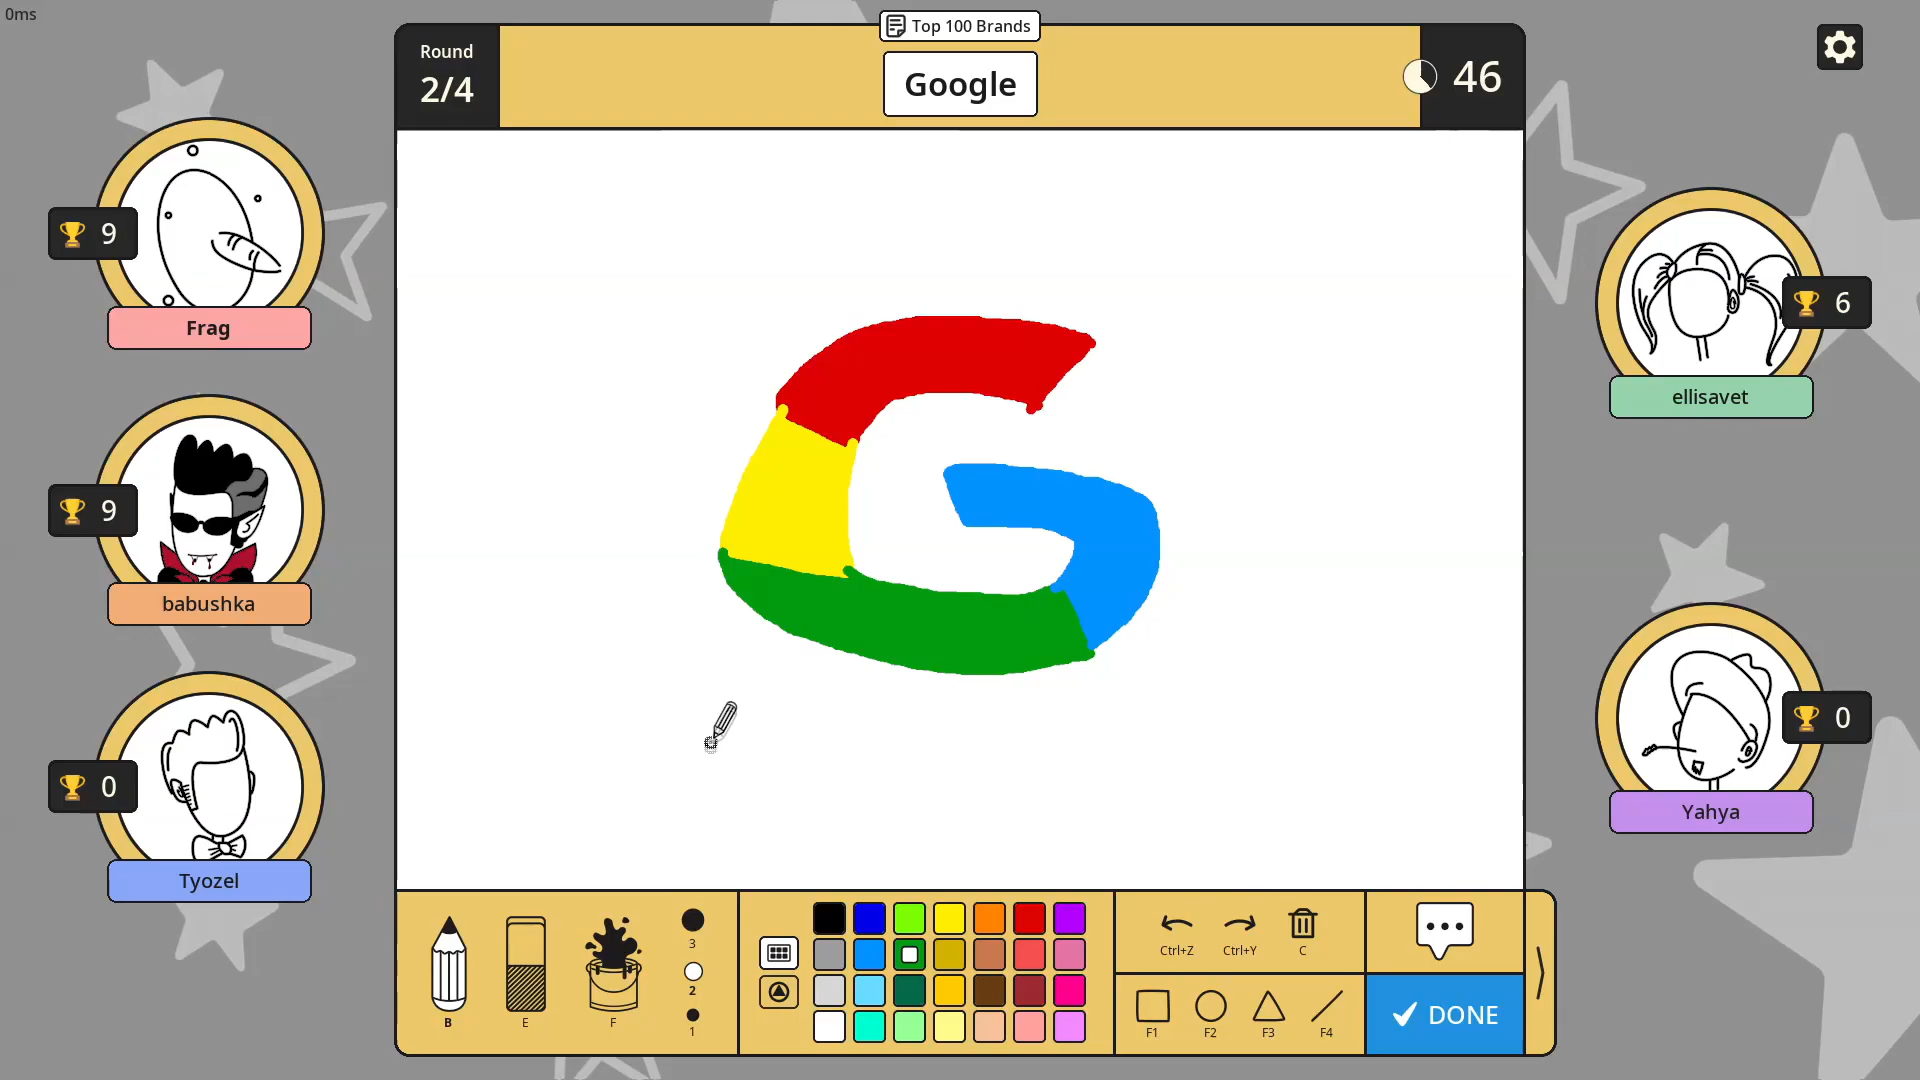 0ms
Top 100 Brands
Round
2/4
Google
46
9
Frag
9
babushka
0
Tyozel
6
ellisavet
0
Yahya
B
E
F
3
2
1
Ctrl+Z
Ctrl+Y
C
F1
F2
F3
F4
DONE